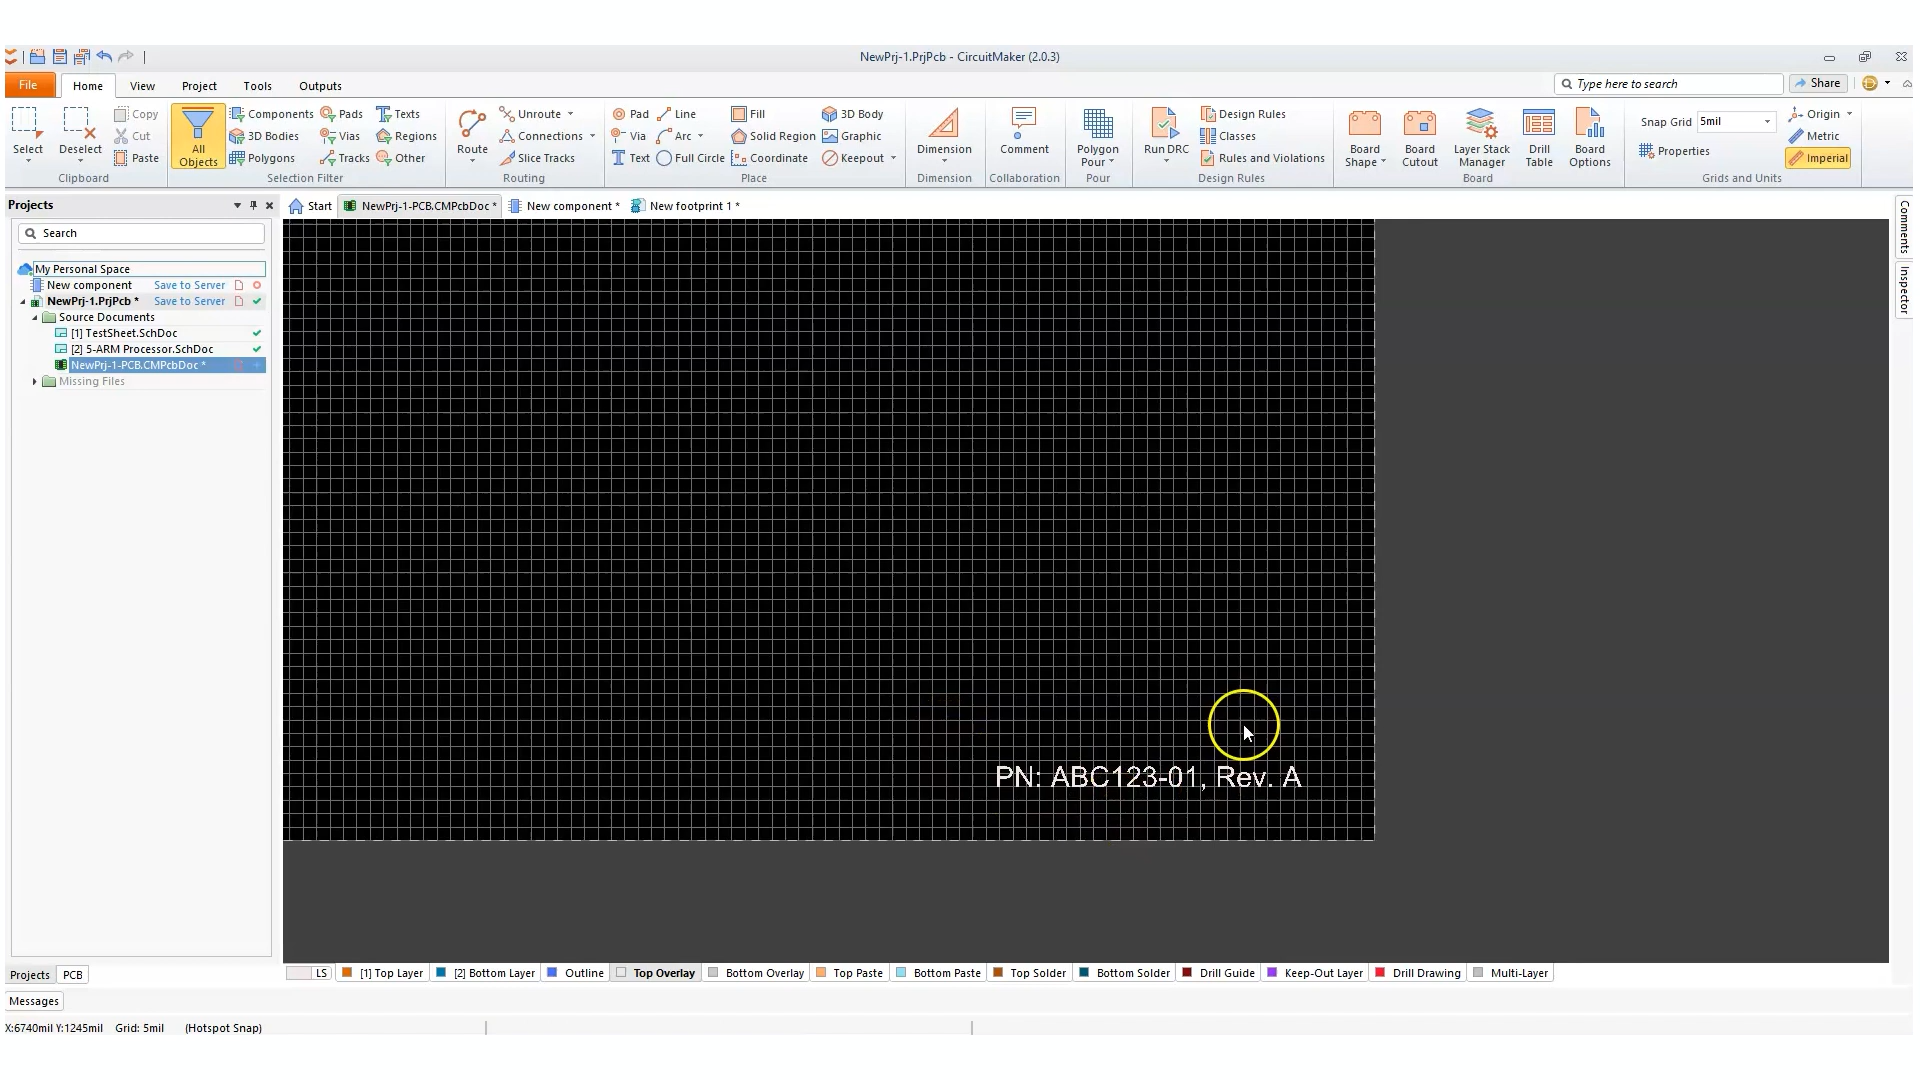 NewPrj-1.PrjPcb - CircuitMaker (2.0.3)
File Home View Project Tools Outputs Type here to search Share
Select Deselect Copy Cut Paste Clipboard
All Objects Components 3D Bodies Polygons Pads Vias Tracks Texts Regions Other Selection Filter
Route Unroute Connections Slice Tracks Routing
Pad Via Text Line Arc Full Circle Fill Solid Region Coordinate 3D Body Graphic Keepout Place
Dimension Dimension
Comment Collaboration
Polygon Pour Pour
Run DRC Design Rules Classes Rules and Violations Design Rules
Board Shape Board Cutout Layer Stack Manager Drill Table Board Options Board
Snap Grid 5mil Properties Origin Metric Imperial Grids and Units
Projects
Start NewPrj-1-PCB.CMPcbDoc * New component * New footprint 1 *
Search
My Personal Space
New component Save to Server
NewPrj-1.PrjPcb * Save to Server
Source Documents
[1] TestSheet.SchDoc
[2] 5-ARM Processor.SchDoc
NewPrj-1-PCB.CMPcbDoc *
Missing Files
Comments
Inspector
PN: ABC123-01, Rev. A
Projects PCB
LS [1] Top Layer [2] Bottom Layer Outline Top Overlay Bottom Overlay Top Paste Bottom Paste Top Solder Bottom Solder Drill Guide Keep-Out Layer Drill Drawing Multi-Layer
Messages
X:6740mil Y:1245mil Grid: 5mil (Hotspot Snap)